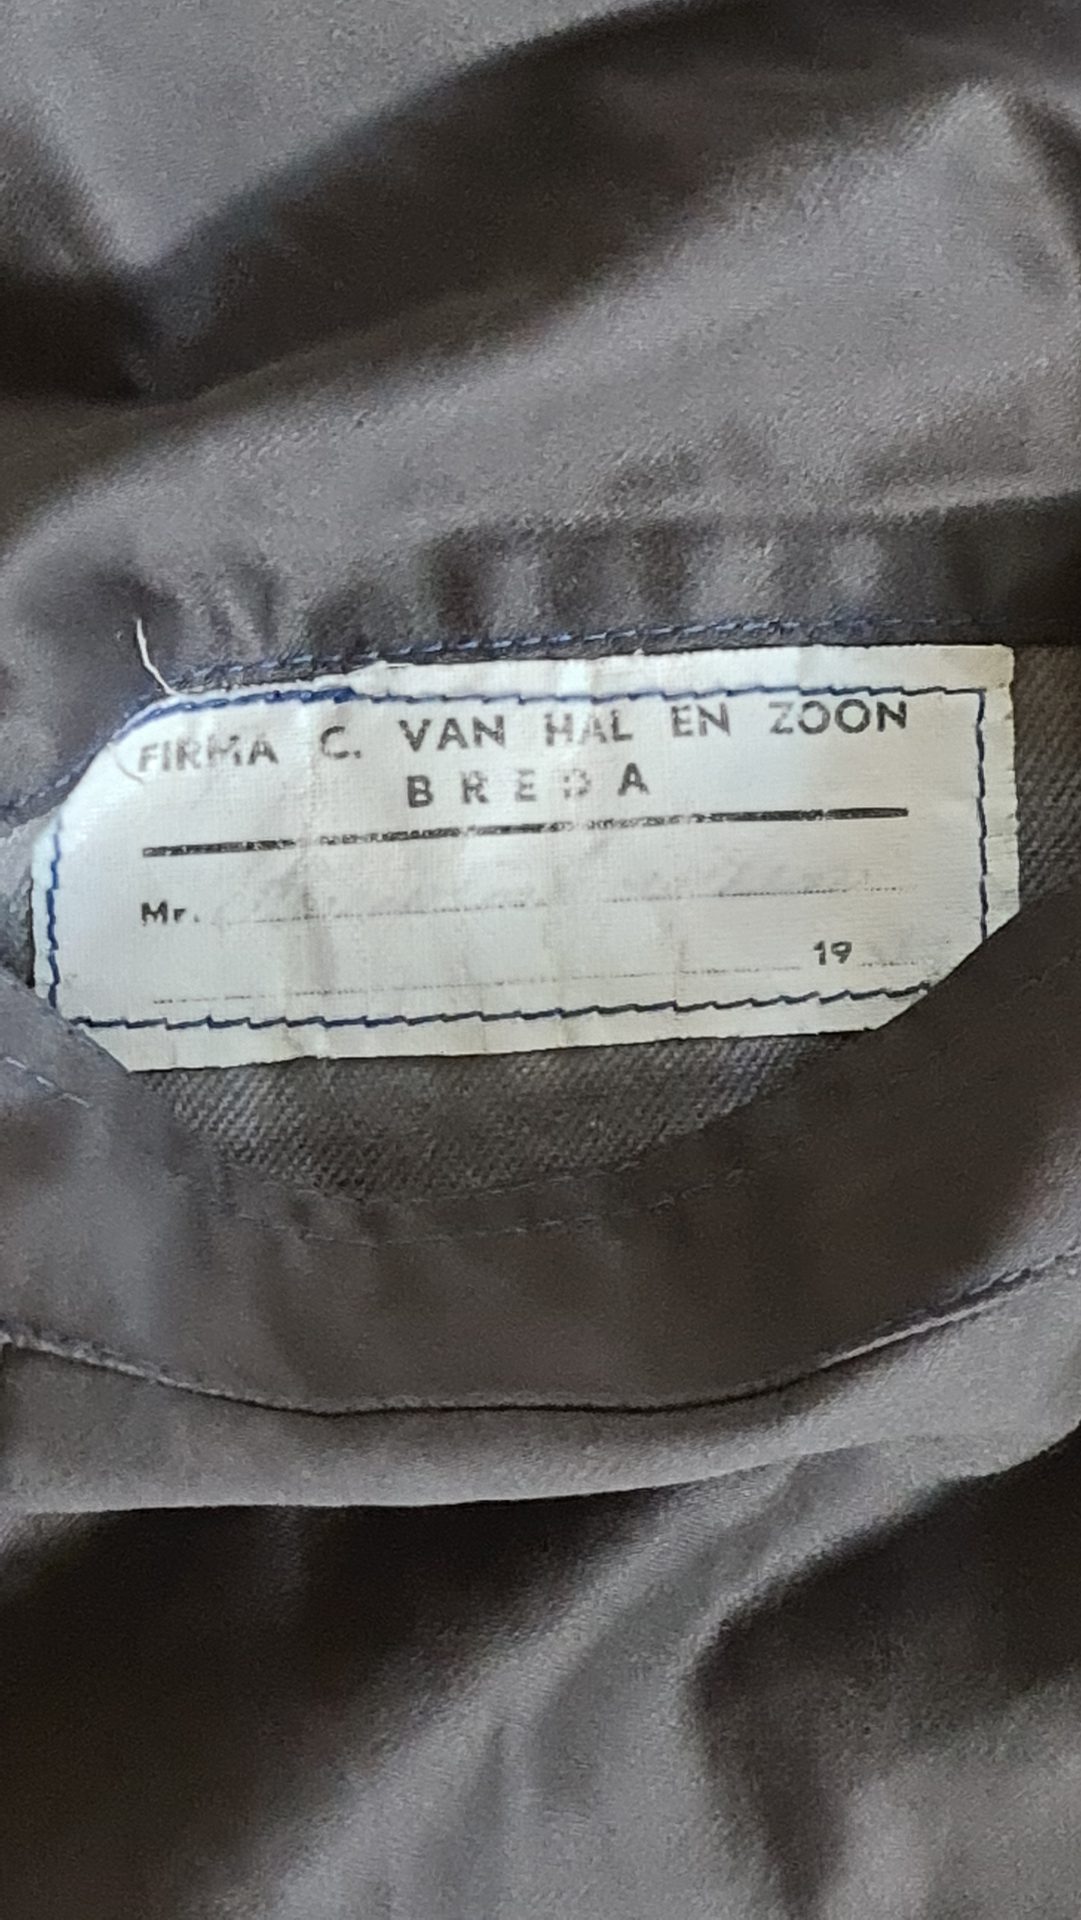 FIRMA C. VAN HAL EN ZOON
BREDA
Mr.
19